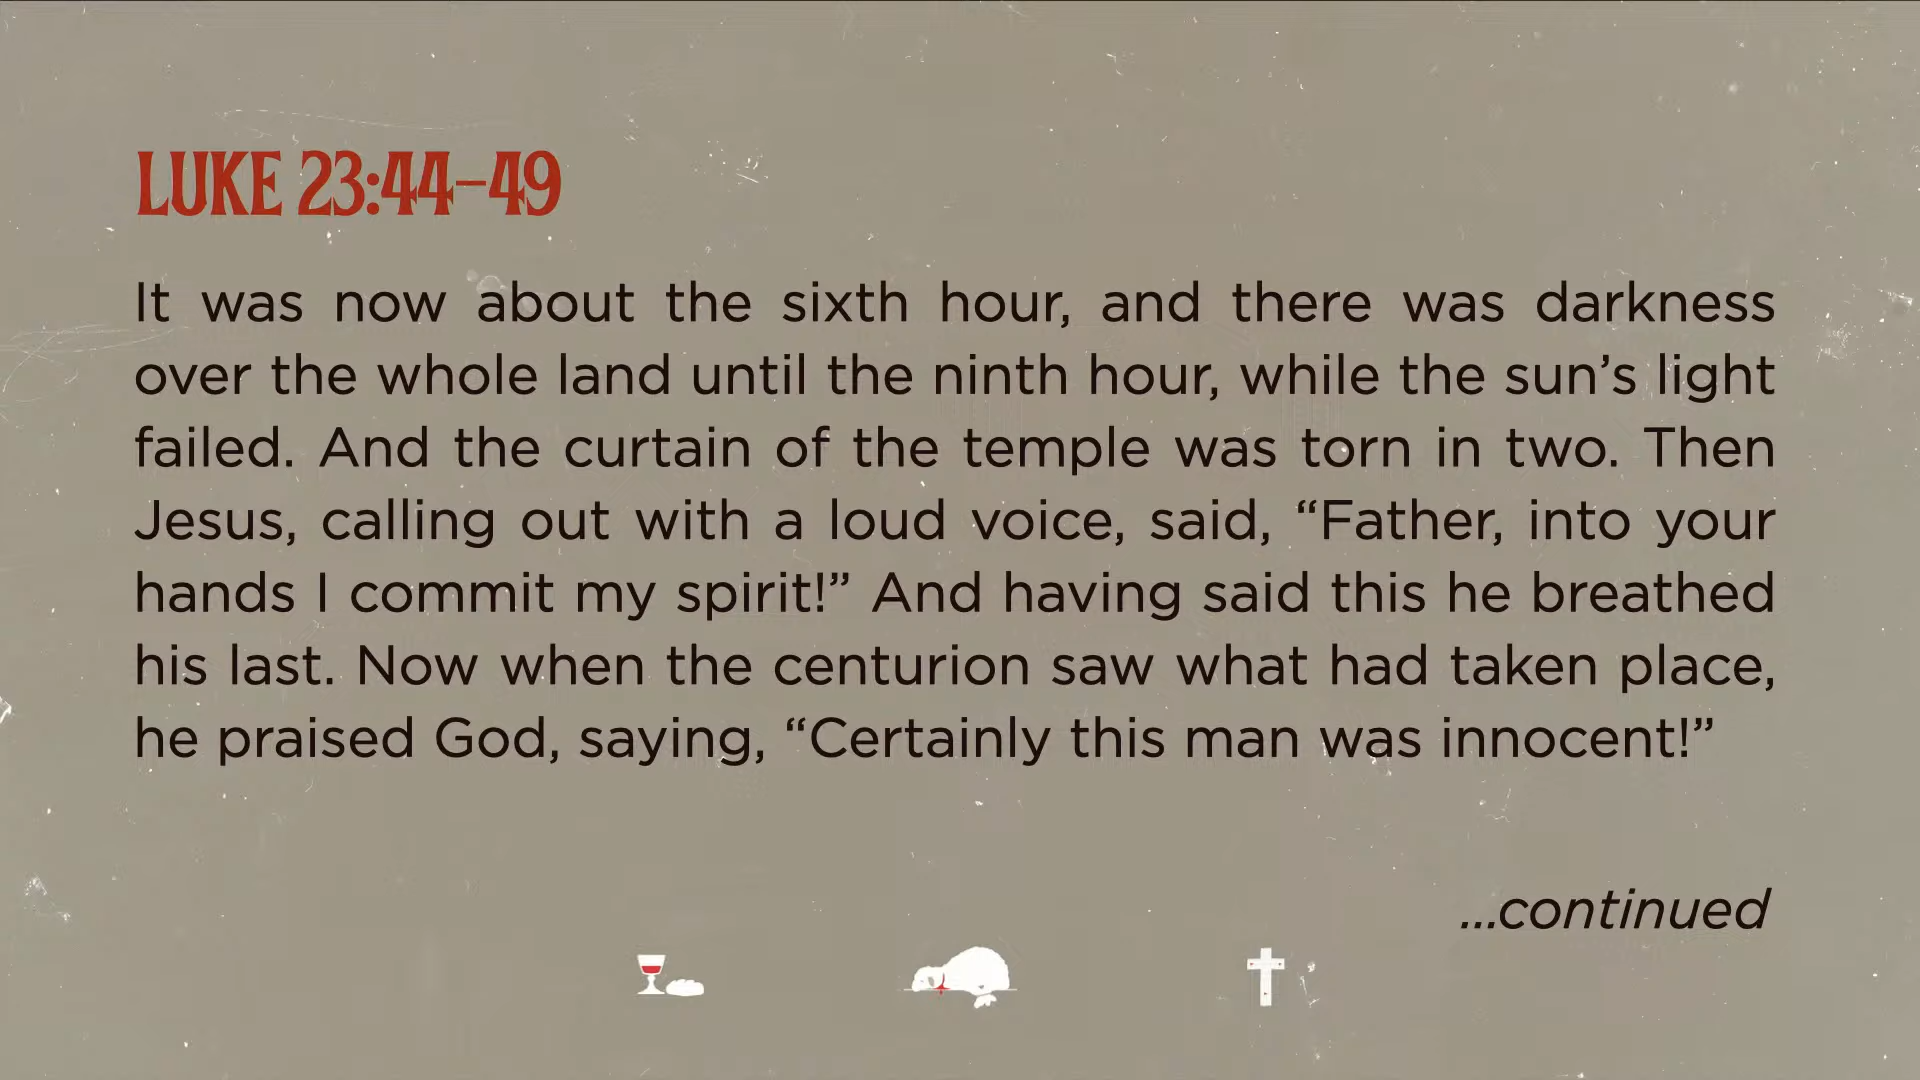 LUKE 23:44–49
It was now about the sixth hour, and there was darkness
over the whole land until the ninth hour, while the sun’s light
failed. And the curtain of the temple was torn in two. Then
Jesus, calling out with a loud voice, said, “Father, into your
hands I commit my spirit!” And having said this he breathed
his last. Now when the centurion saw what had taken place,
he praised God, saying, “Certainly this man was innocent!”
...continued